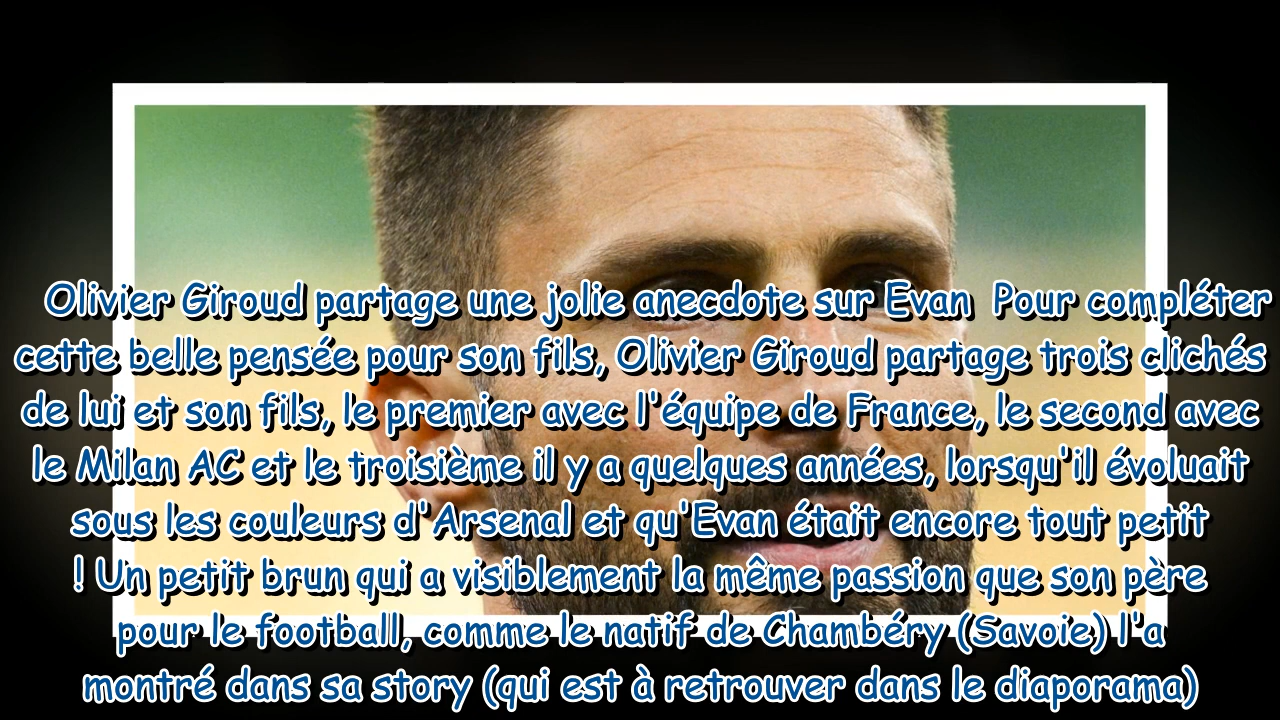 Olivier Giroud partage une jolie anecdote sur Evan  Pour compléter
cette belle pensée pour son fils, Olivier Giroud partage trois clichés
de lui et son fils, le premier avec l'équipe de France, le second avec
le Milan AC et le troisième il y a quelques années, lorsqu'il évoluait
sous les couleurs d'Arsenal et qu'Evan était encore tout petit
! Un petit brun qui a visiblement la même passion que son père
pour le football, comme le natif de Chambéry (Savoie) l'a
montré dans sa story (qui est à retrouver dans le diaporama)